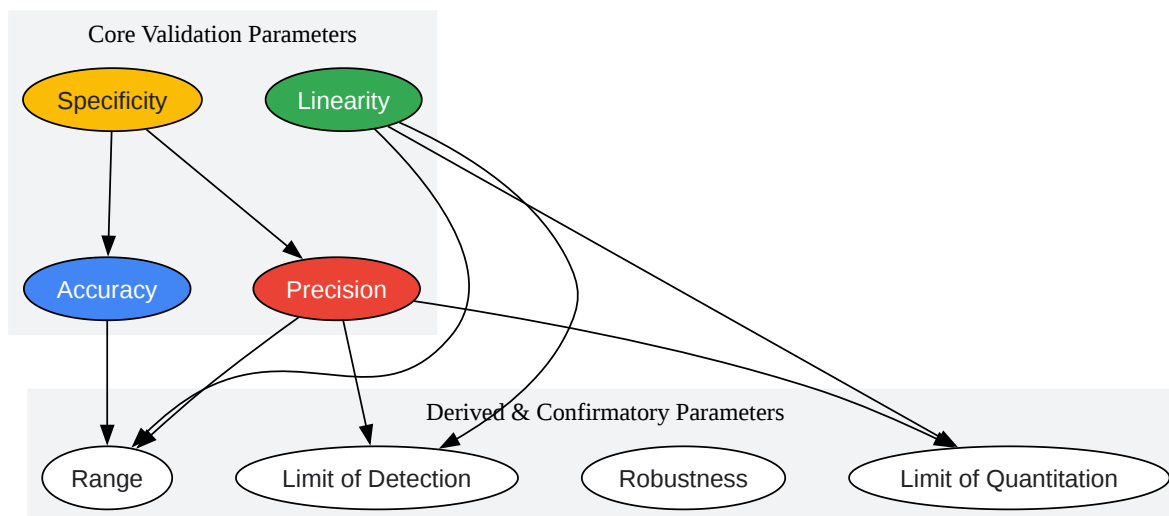 Core Validation Parameters
Specificity
Linearity
Accuracy
Precision
Derived & Confirmatory Parameters
Range
Limit of Detection
Robustness
Limit of Quantitation